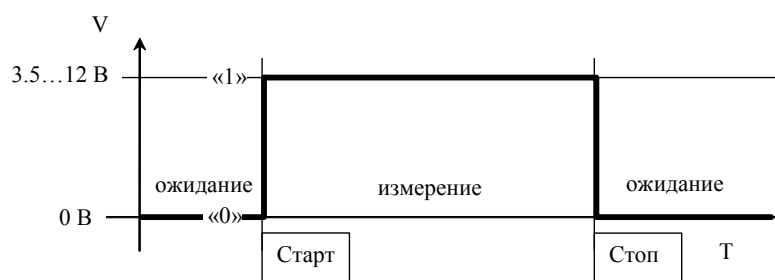 V
3.5…12 В «1»
ожидание измерение ожидание
0 В «0»
Старт Стоп T